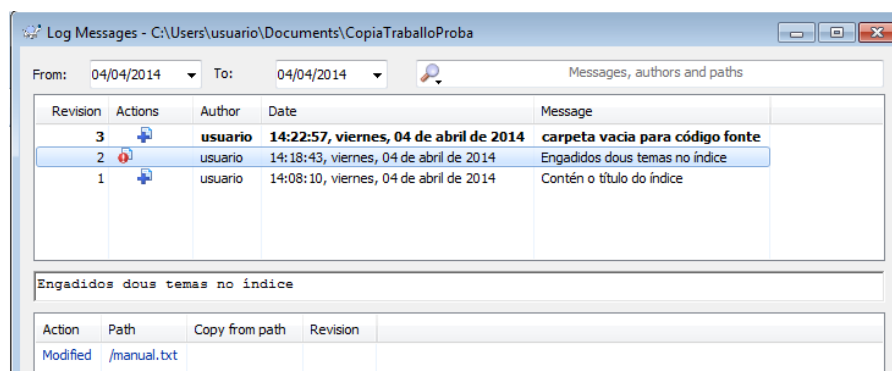 Log Messages - C:\Users\usuario\Documents\CopiaTraballoProba
From: 04/04/2014 To: 04/04/2014 Messages, authors and paths
Revision Actions Author Date Message
3 usuario 14:22:57, viernes, 04 de abril de 2014 carpeta vacia para código fonte
2 usuario 14:18:43, viernes, 04 de abril de 2014 Engadidos dous temas no índice
1 usuario 14:08:10, viernes, 04 de abril de 2014 Contén o título do índice
Engadidos dous temas no índice
Action Path Copy from path Revision
Modified /manual.txt